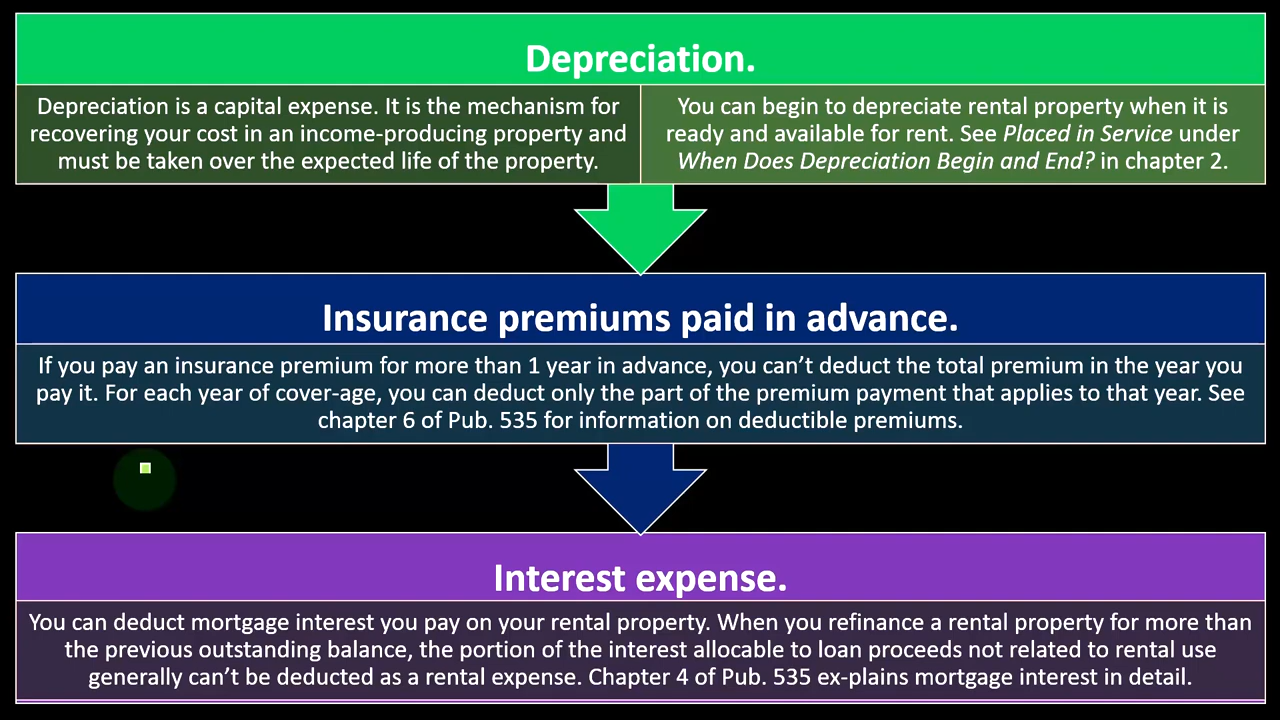 Depreciation.
Depreciation is a capital expense. It is the mechanism for
recovering your cost in an income-producing property and
must be taken over the expected life of the property.
You can begin to depreciate rental property when it is
ready and available for rent. See Placed in Service under
When Does Depreciation Begin and End? in chapter 2.
Insurance premiums paid in advance.
If you pay an insurance premium for more than 1 year in advance, you can’t deduct the total premium in the year you
pay it. For each year of cover-age, you can deduct only the part of the premium payment that applies to that year. See
chapter 6 of Pub. 535 for information on deductible premiums.
Interest expense.
You can deduct mortgage interest you pay on your rental property. When you refinance a rental property for more than
the previous outstanding balance, the portion of the interest allocable to loan proceeds not related to rental use
generally can’t be deducted as a rental expense. Chapter 4 of Pub. 535 ex-plains mortgage interest in detail.